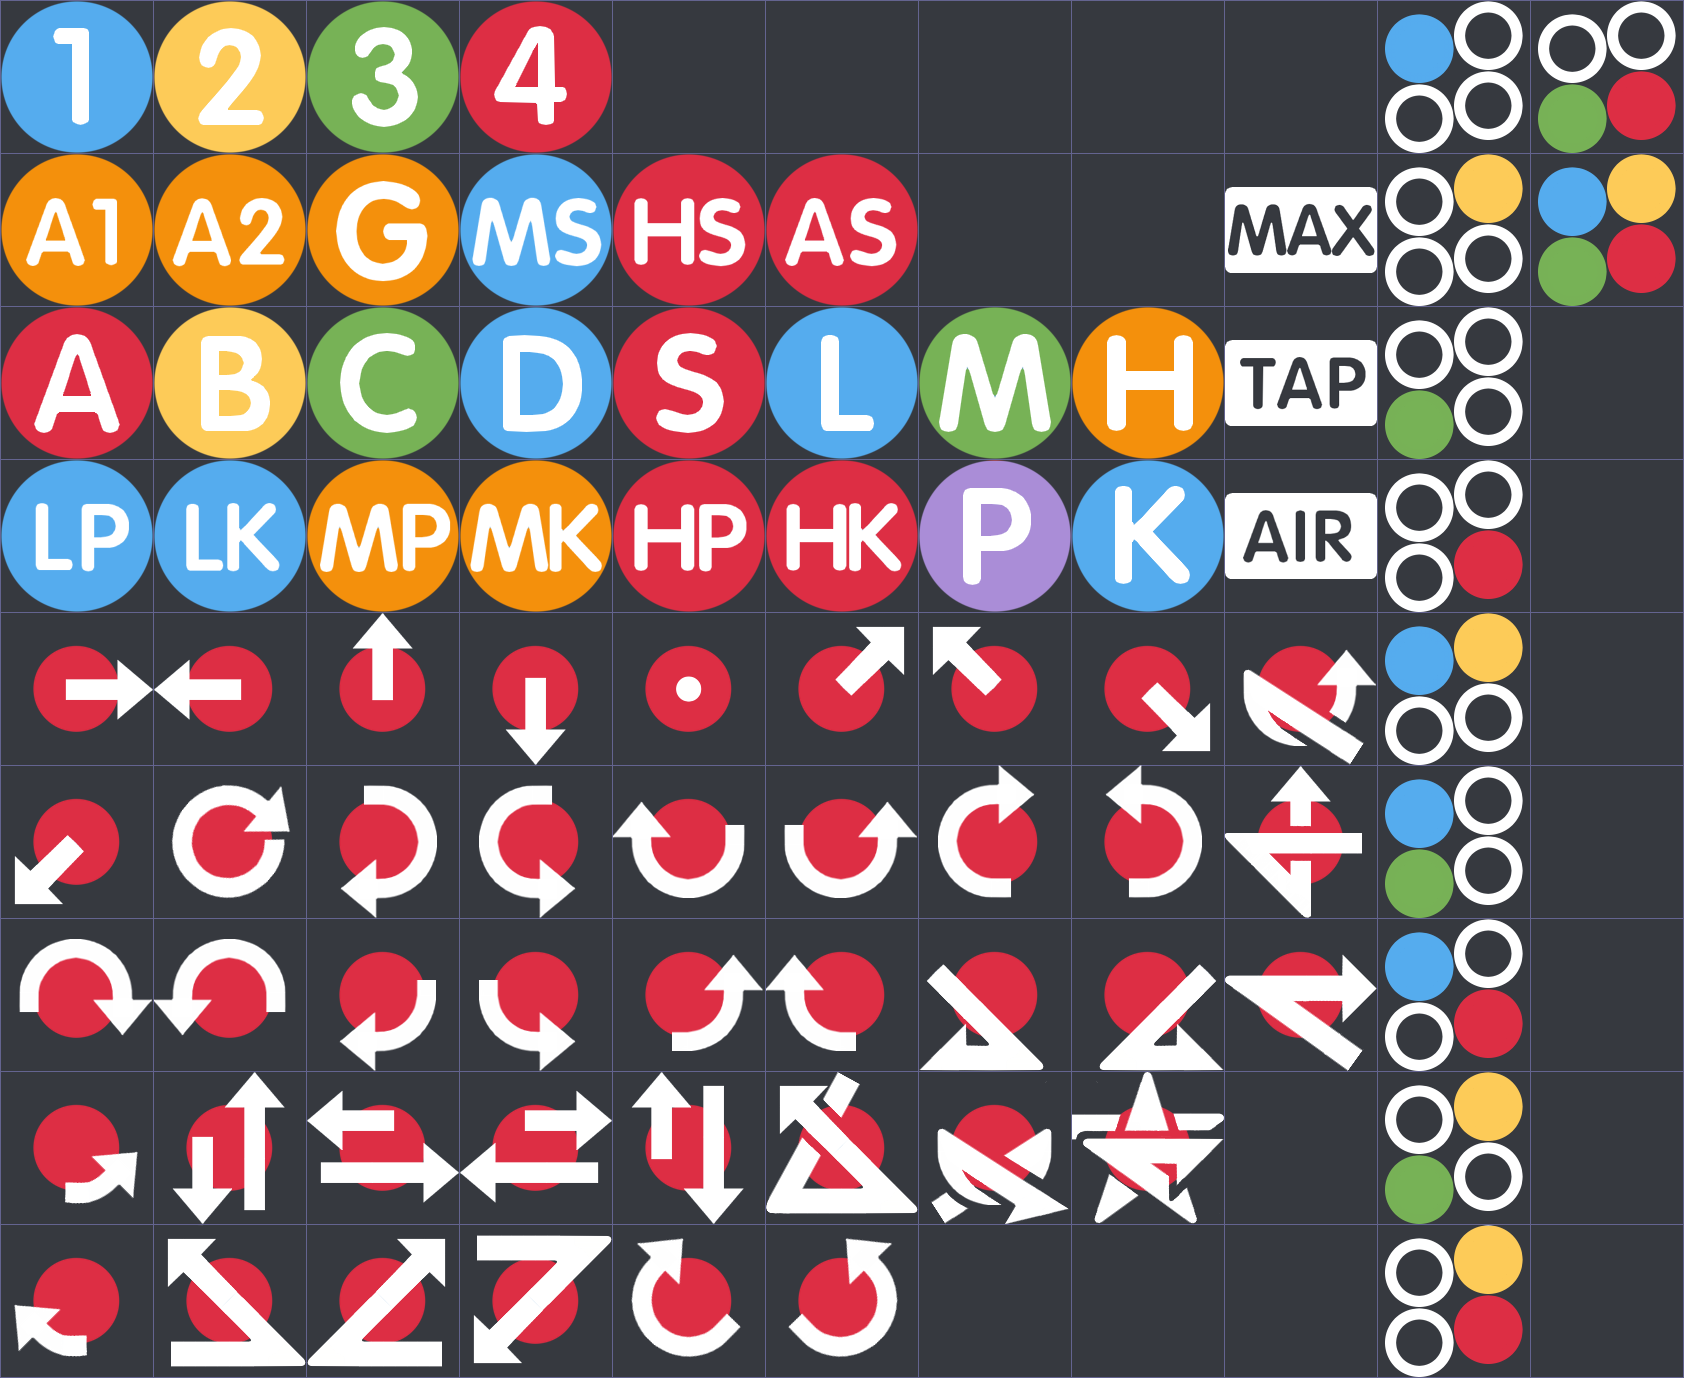 1 2 3 4
A1 A2 G MS HS AS MAX
A B C D S L M H TAP
LP LK MP MK HP HK P K AIR